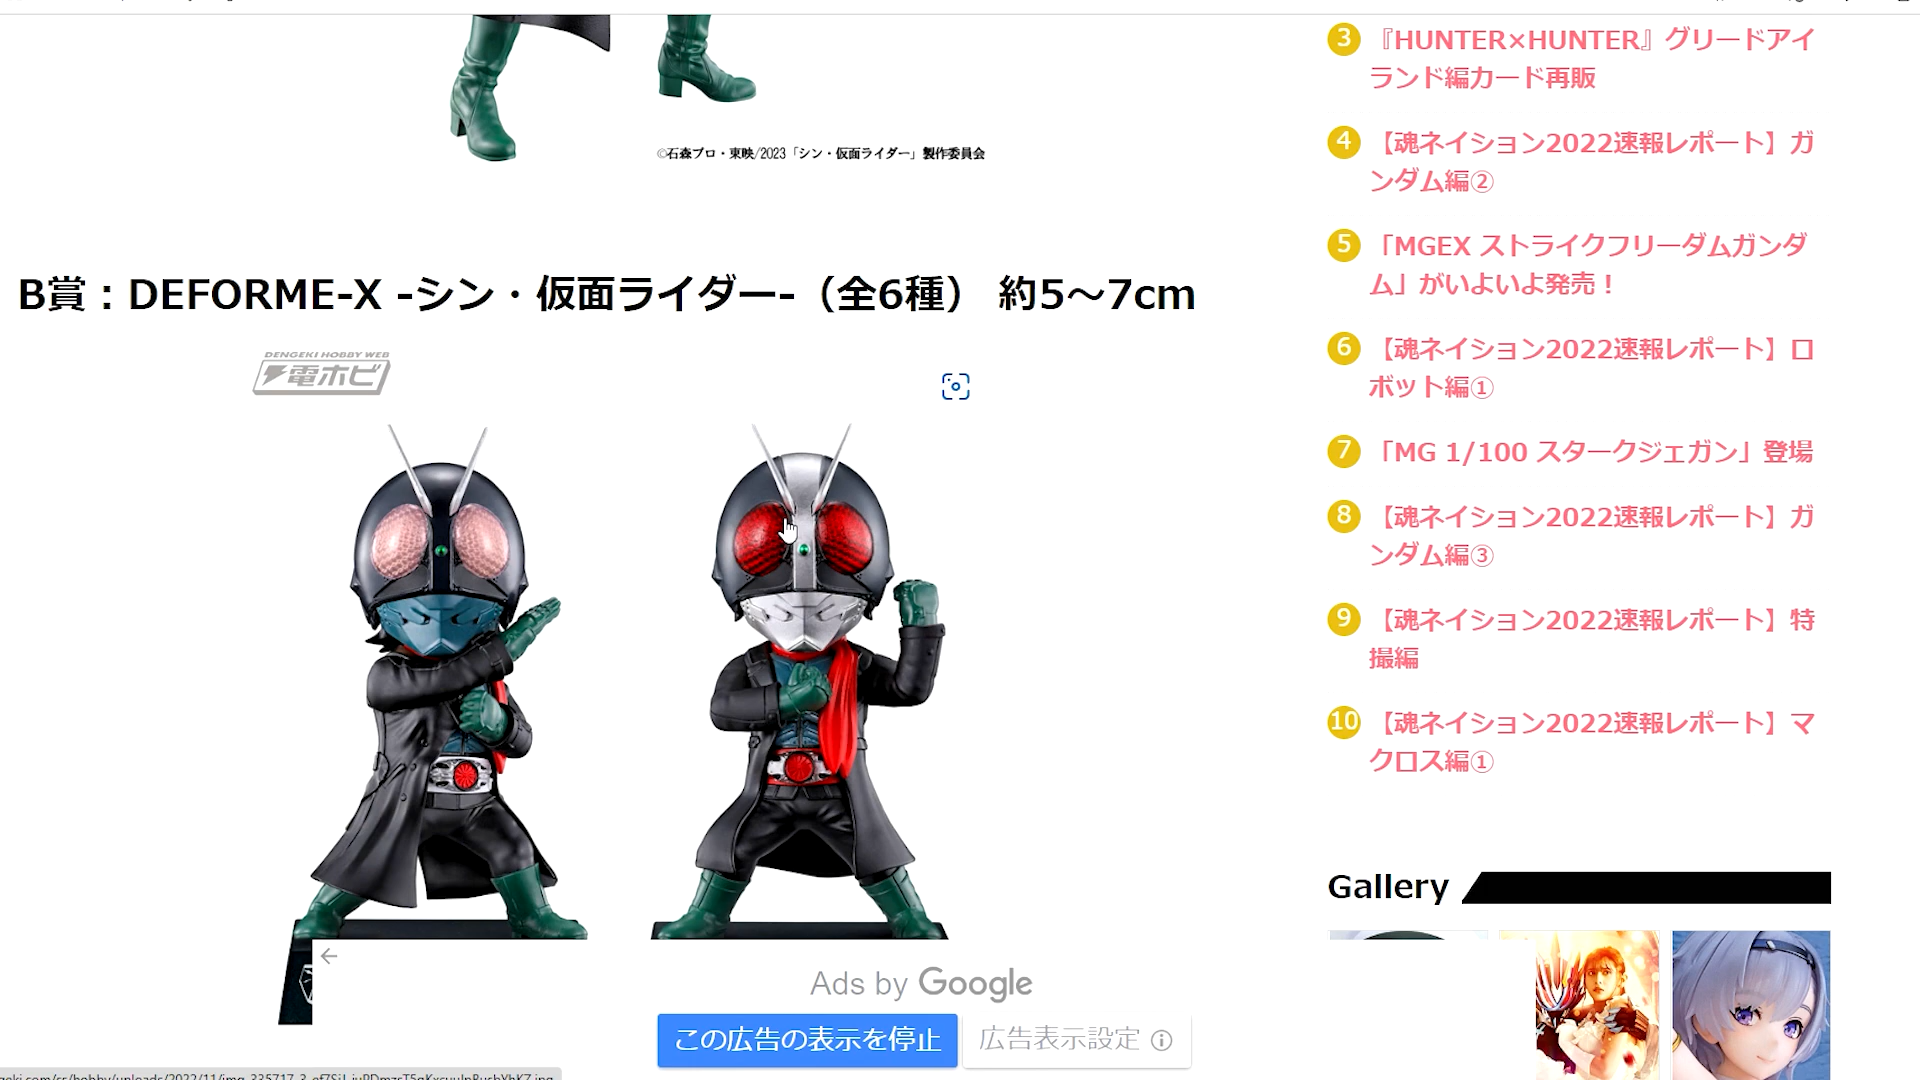 ©石森プロ・東映/2023「シン・仮面ライダー」製作委員会
B賞：DEFORME-X -シン・仮面ライダー-（全6種） 約5～7cm
DENGEKI HOBBY WEB
電ホビ
Ads by Google
この広告の表示を停止
広告表示設定
3 『HUNTER×HUNTER』グリードアイ
ランド編カード再販
4 【魂ネイション2022速報レポート】ガ
ンダム編②
5 「MGEX ストライクフリーダムガンダ
ム」がいよいよ発売！
6 【魂ネイション2022速報レポート】ロ
ボット編①
7 「MG 1/100 スタークジェガン」登場
8 【魂ネイション2022速報レポート】ガ
ンダム編③
9 【魂ネイション2022速報レポート】特
撮編
10 【魂ネイション2022速報レポート】マ
クロス編①
Gallery